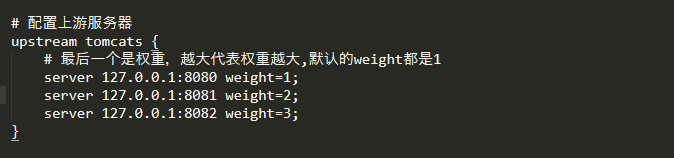 # 配置上游服务器
upstream tomcats {
# 最后一个是权重，越大代表权重越大,默认的weight都是1
server 127.0.0.1:8080 weight=1;
server 127.0.0.1:8081 weight=2;
server 127.0.0.1:8082 weight=3;
}